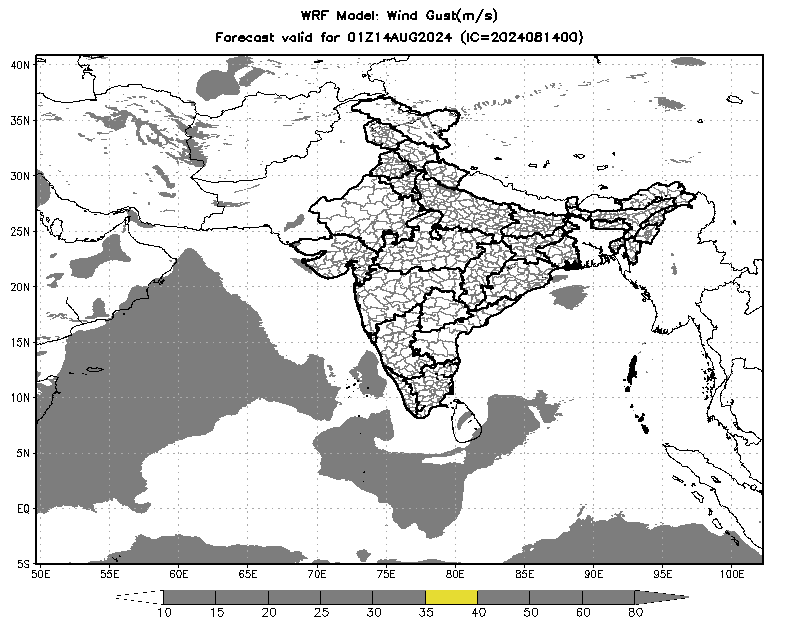 WRF Model: Wind Gust(m/s)
Forecast valid for 01Z14AUG2024 (IC=2024081400)
40N
35N
30N
25N
20N
15N
10N
5N
EQ
5S
50E 55E 60E 65E 70E 75E 80E 85E 90E 95E 100E
10 15 20 25 30 35 40 50 60 80